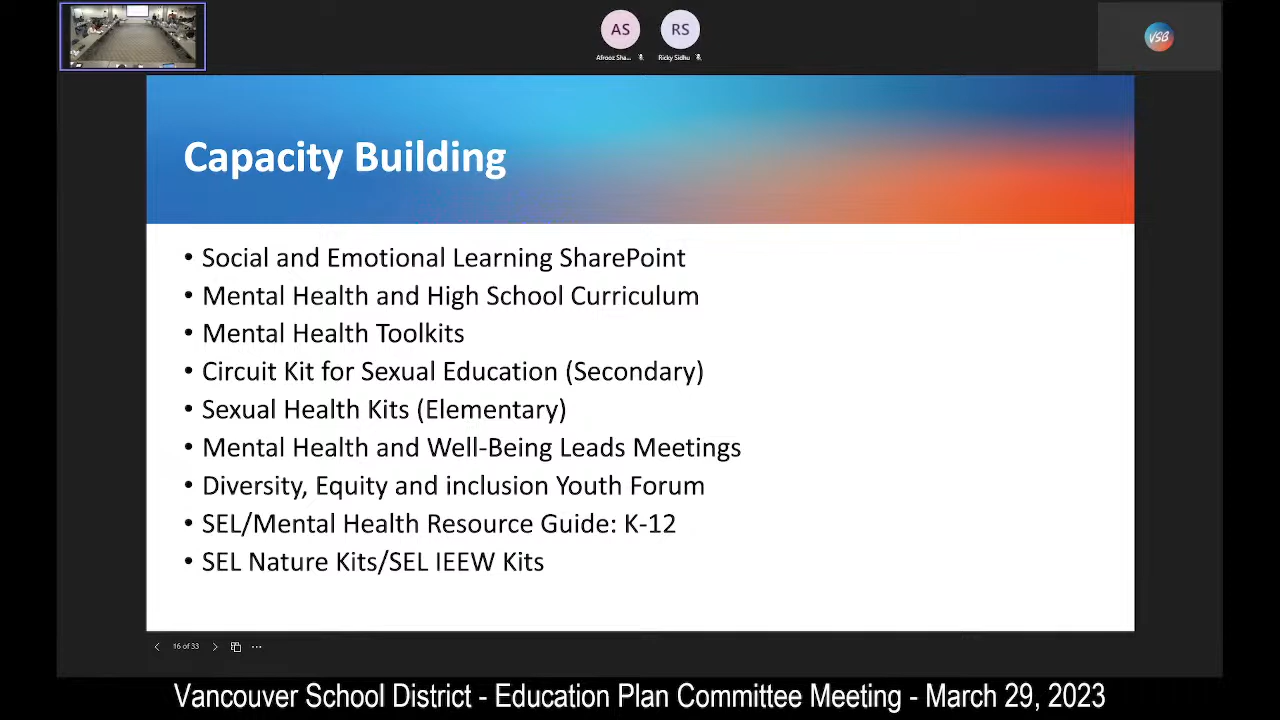 AS
RS
Afrooz Sha...
Ricky Sidhu
VSB
Capacity Building
• Social and Emotional Learning SharePoint
• Mental Health and High School Curriculum
• Mental Health Toolkits
• Circuit Kit for Sexual Education (Secondary)
• Sexual Health Kits (Elementary)
• Mental Health and Well-Being Leads Meetings
• Diversity, Equity and inclusion Youth Forum
• SEL/Mental Health Resource Guide: K-12
• SEL Nature Kits/SEL IEEW Kits
16 of 33
Vancouver School District - Education Plan Committee Meeting - March 29, 2023